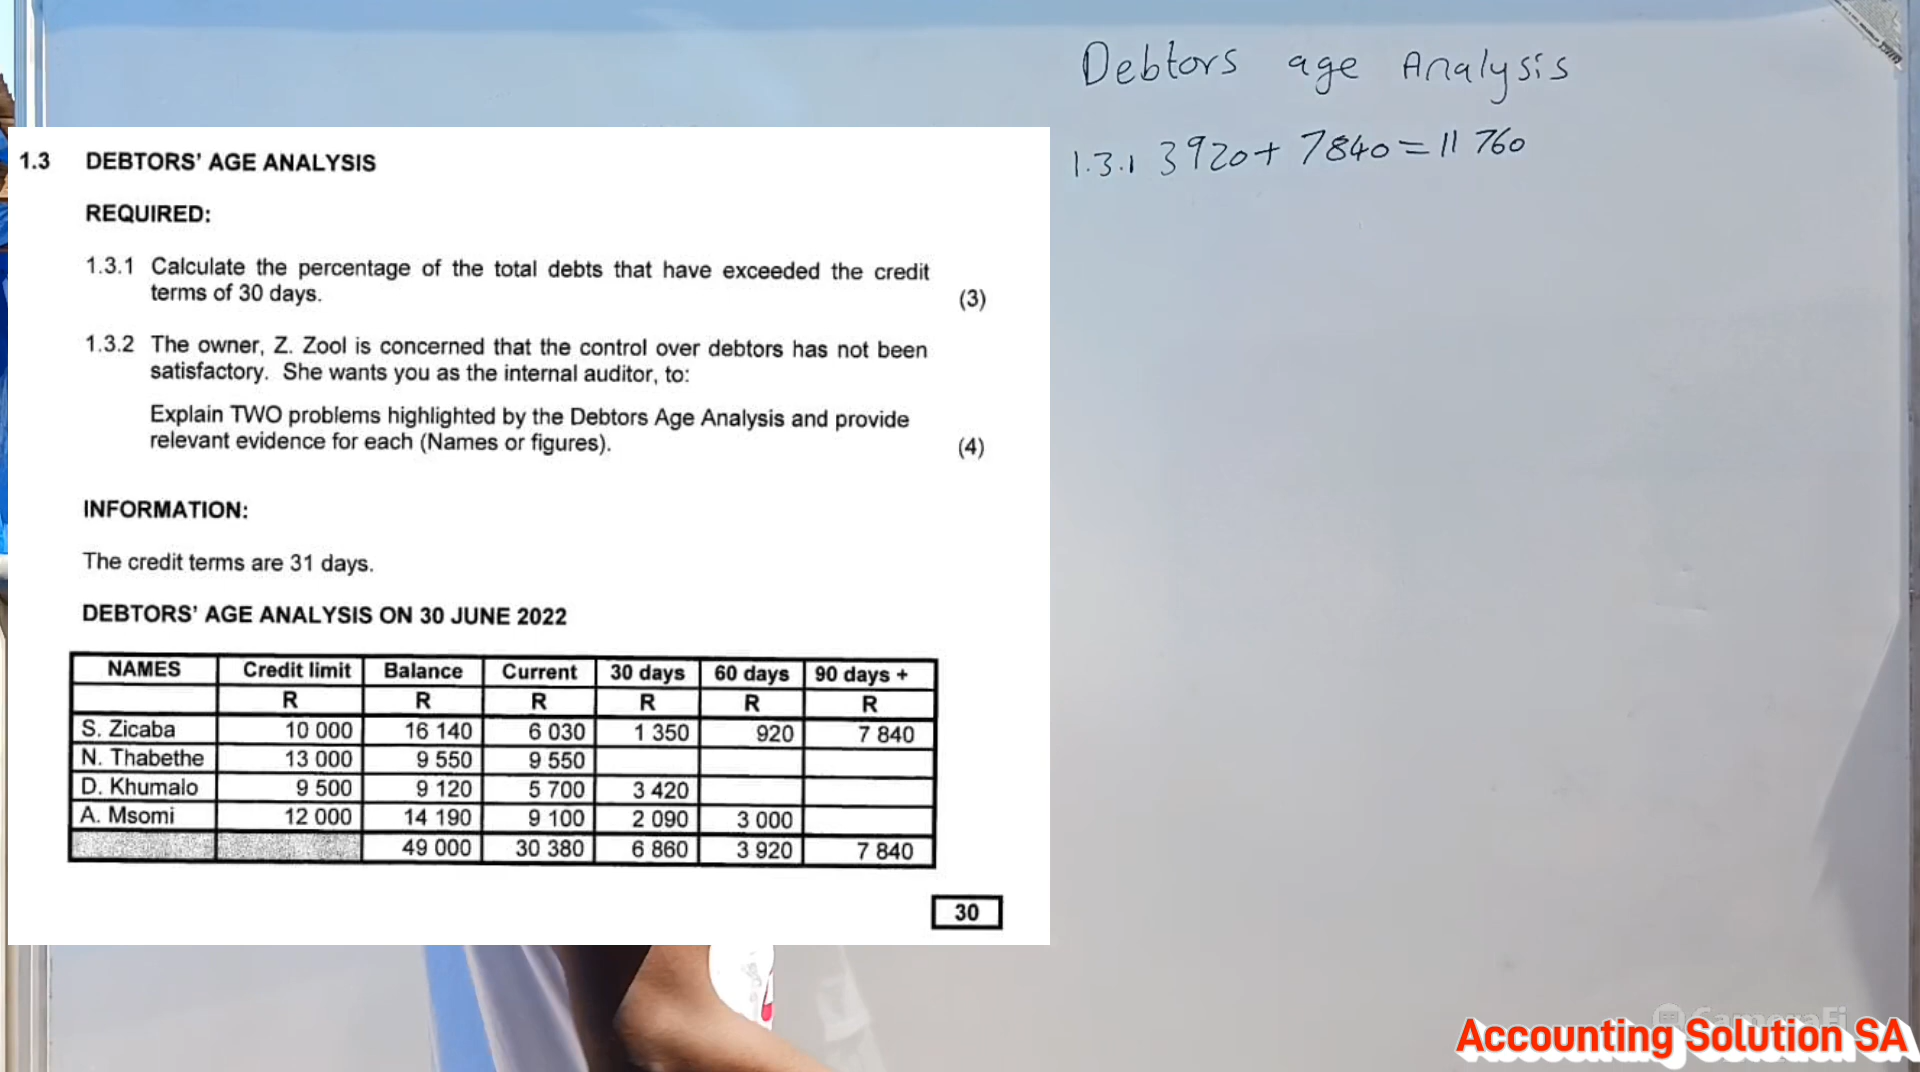 Debtors age Analysis
1.3.1 3920+ 7840=11 760
1.3 DEBTORS' AGE ANALYSIS
REQUIRED:
1.3.1 Calculate the percentage of the total debts that have exceeded the credit
terms of 30 days.
(3)
1.3.2 The owner, Z. Zool is concerned that the control over debtors has not been
satisfactory. She wants you as the internal auditor, to:
Explain TWO problems highlighted by the Debtors Age Analysis and provide
relevant evidence for each (Names or figures).
(4)
INFORMATION:
The credit terms are 31 days.
DEBTORS' AGE ANALYSIS ON 30 JUNE 2022
NAMES Credit limit Balance Current 30 days 60 days 90 days +
R R R R R R
S. Zicaba 10 000 16 140 6 030 1 350 920 7 840
N. Thabethe 13 000 9 550 9 550
D. Khumalo 9 500 9 120 5 700 3 420
A. Msomi 12 000 14 190 9 100 2 090 3 000
49 000 30 380 6 860 3 920 7 840
30
CameraFi
Accounting Solution SA